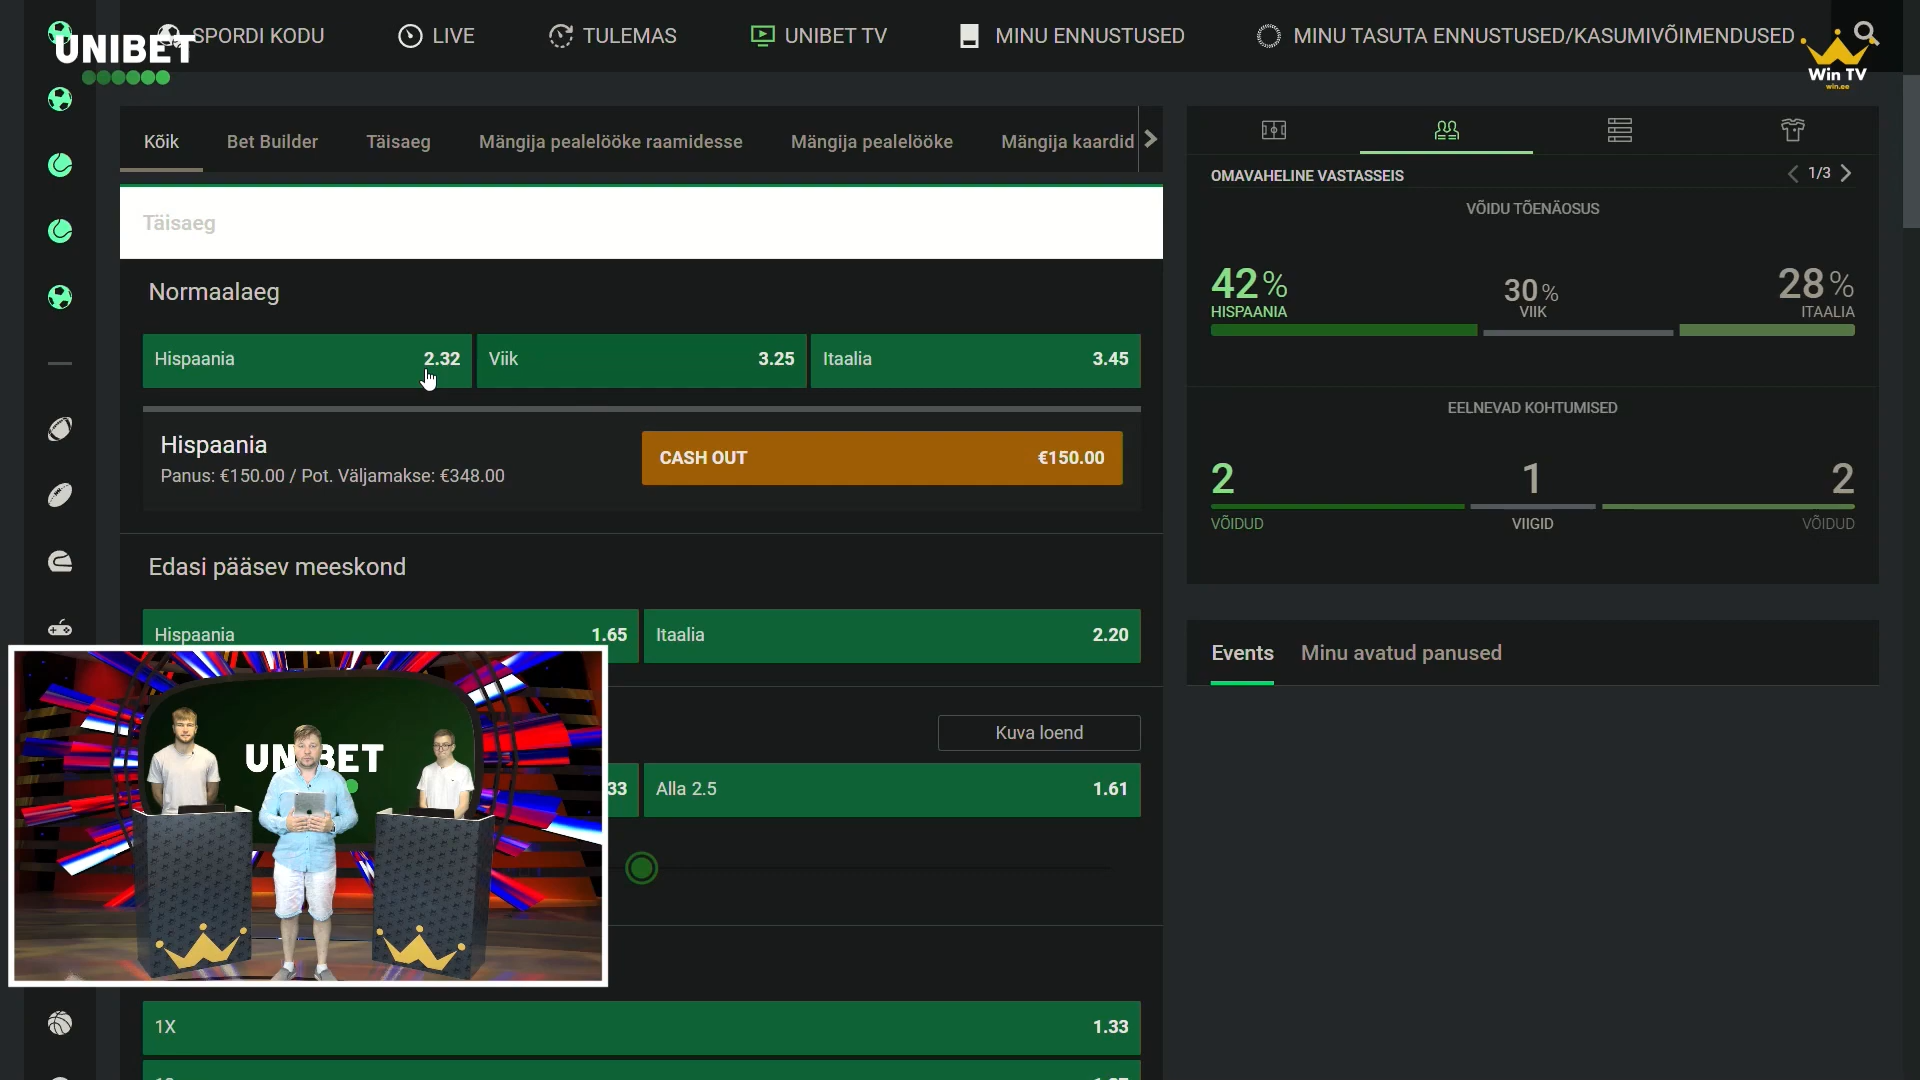 SPORDI KODU
LIVE
TULEMAS
UNIBET TV
MINU ENNUSTUSED
MINU TASUTA ENNUSTUSED/KASUMIVÕIMENDUSED
UNIBET
Win TV
win.ee
Kõik
Bet Builder
Täisaeg
Mängija pealelööke raamidesse
Mängija pealelööke
Mängija kaardid
Täisaeg
Normaalaeg
Hispaania 2.32
Viik 3.25
Itaalia 3.45
Hispaania
Panus: €150.00 / Pot. Väljamakse: €348.00
CASH OUT €150.00
Edasi pääsev meeskond
Hispaania 1.65
Itaalia 2.20
Kuva loend
33
Alla 2.5 1.61
1X 1.33
UNIBET
OMAVAHELINE VASTASSEIS
1/3
VÕIDU TÕENÄOSUS
42% 30% 28%
HISPAANIA VIIK ITAALIA
EELNEVAD KOHTUMISED
2 1 2
VÕIDUD VIIGID VÕIDUD
Events
Minu avatud panused